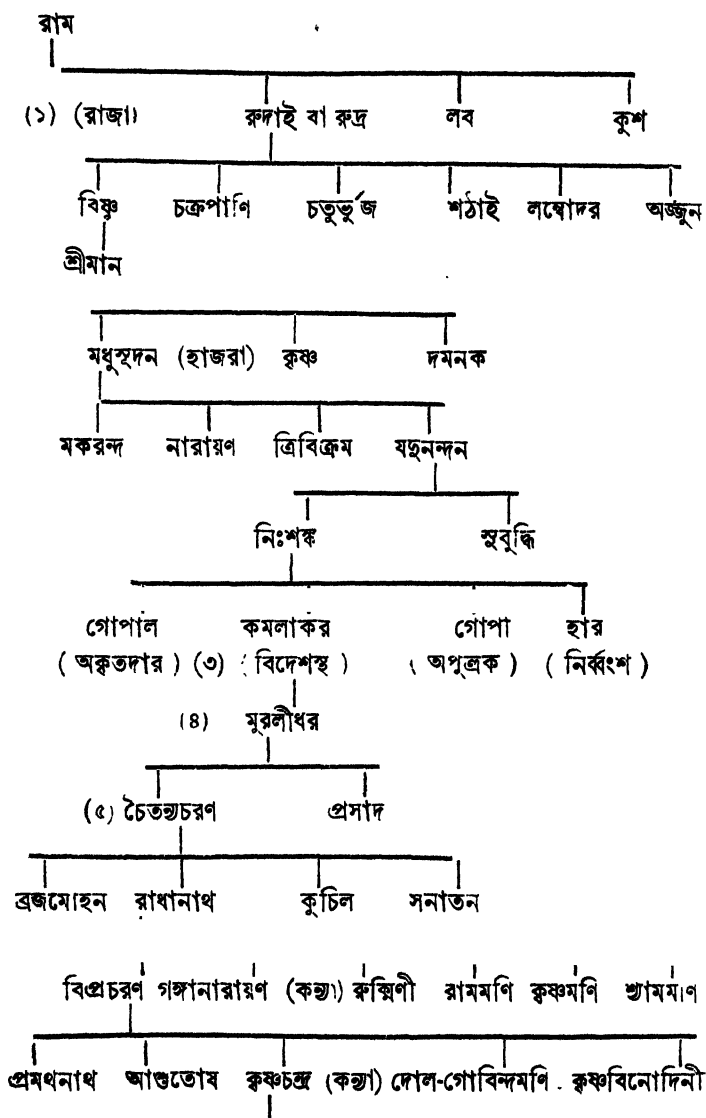 রাম
(১) (রাজা) রুদাই বা রুদ্র লব কুশ
বিষ্ণু চক্রপাণি চতুর্ভুজ শঠাই লম্বোদর অর্জ্জুন
শ্রীমান
মধুসূদন (হাজরা) কৃষ্ণ দমনক
মকরন্দ নারায়ণ ত্রিবিক্রম যদুনন্দন
নিঃশঙ্ক সুবুদ্ধি
গোপাল কমলাকর গোপা হার
(অকৃতদার) (৩) (বিদেশস্থ) (অপুত্রক) (নির্ব্বংশ)
(৪) মুরলীধর
(৫) চৈতন্যচরণ প্রসাদ
ব্রজমোহন রাধানাথ কুচিল সনাতন
বিপ্রচরণ গঙ্গানারায়ণ (কন্যা) রুক্মিণী রামমণি কৃষ্ণমণি শ্যামমণি
প্রমথনাথ আশুতোষ কৃষ্ণচন্দ্র (কন্যা) দোল-গোবিন্দমণি . কৃষ্ণবিনোদিনী